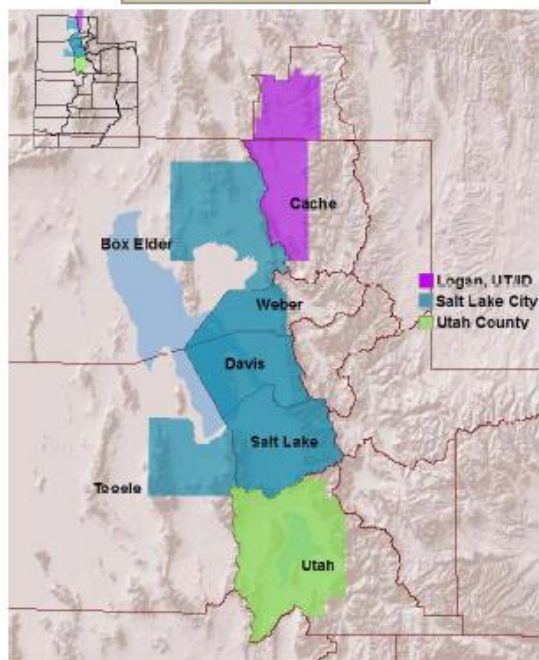 Cache
Box Elder
Logan, UT/ID
Weber
Salt Lake City
Utah County
Davis
Salt Lake
Tooele
Utah